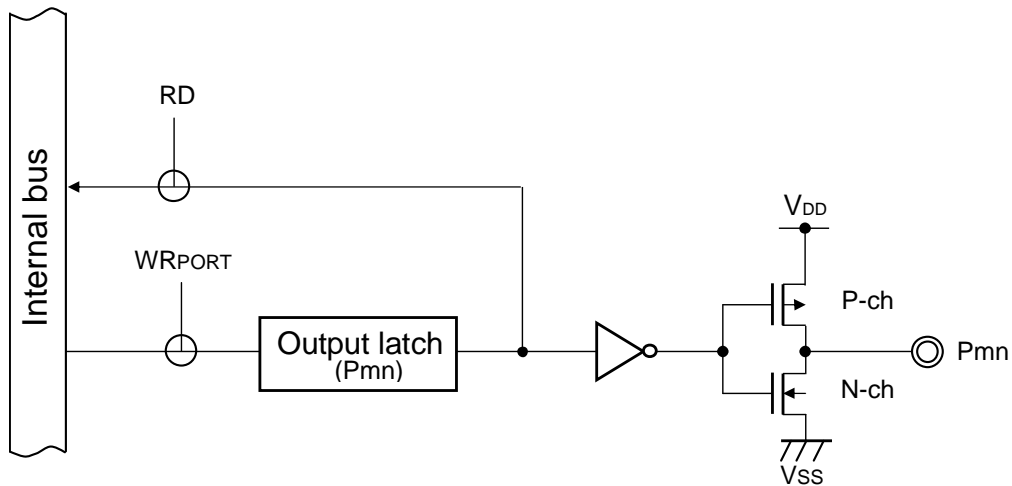 Internal bus
RD
WRPORT
Output latch
(Pmn)
VDD
P-ch
Pmn
N-ch
VSS